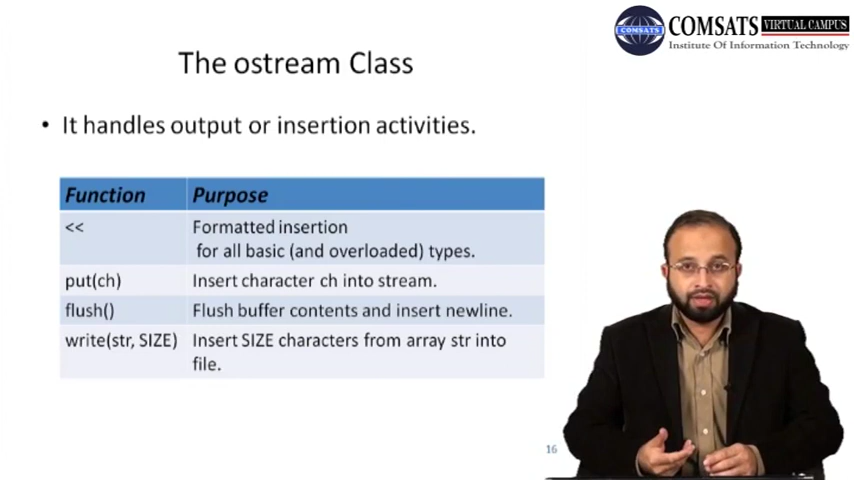 COMSATS VIRTUAL CAMPUS
COMSATS
Institute Of Information Technology
The ostream Class
• It handles output or insertion activities.
Function Purpose
<< Formatted insertion
for all basic (and overloaded) types.
put(ch) Insert character ch into stream.
flush() Flush buffer contents and insert newline.
write(str, SIZE) Insert SIZE characters from array str into
file.
16